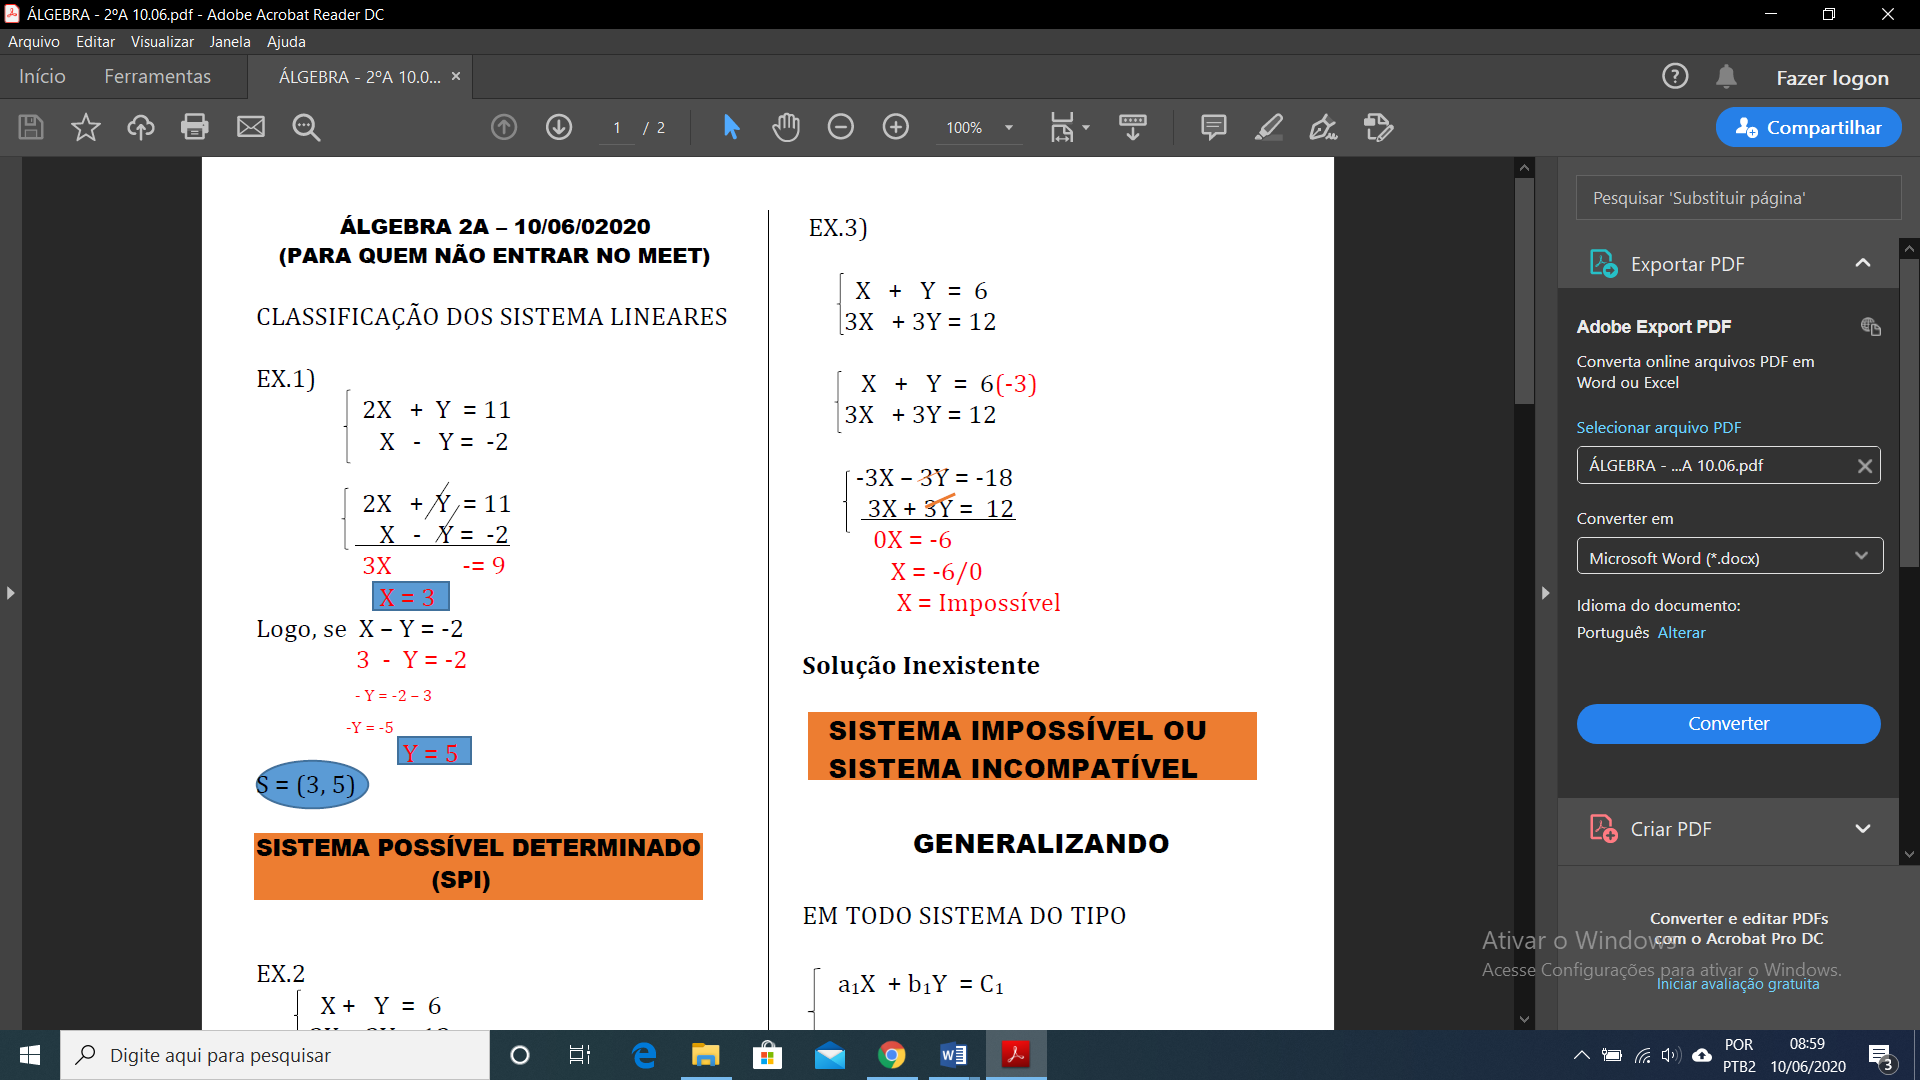 ÁLGEBRA - 2ºA 10.06.pdf - Adobe Acrobat Reader DC
Arquivo Editar Visualizar Janela Ajuda
Início Ferramentas ÁLGEBRA - 2ºA 10.0... × Fazer logon
1 / 2 100% Compartilhar
ÁLGEBRA 2A – 10/06/02020
(PARA QUEM NÃO ENTRAR NO MEET)
CLASSIFICAÇÃO DOS SISTEMA LINEARES
EX.1)
2X + Y = 11
X - Y = -2
2X + Y = 11
X - Y = -2
3X -= 9
X = 3
Logo, se X – Y = -2
3 - Y = -2
- Y = -2 – 3
-Y = -5
Y = 5
S = (3, 5)
SISTEMA POSSÍVEL DETERMINADO
(SPI)
EX.2
X + Y = 6
EX.3)
X + Y = 6
3X + 3Y = 12
X + Y = 6(-3)
3X + 3Y = 12
-3X – 3Y = -18
3X + 3Y = 12
0X = -6
X = -6/0
X = Impossível
Solução Inexistente
SISTEMA IMPOSSÍVEL OU
SISTEMA INCOMPATÍVEL
GENERALIZANDO
EM TODO SISTEMA DO TIPO
a₁X + b₁Y = C₁
Pesquisar 'Substituir página'
Exportar PDF
Adobe Export PDF
Converta online arquivos PDF em
Word ou Excel
Selecionar arquivo PDF
ÁLGEBRA - ...A 10.06.pdf
Converter em
Microsoft Word (*.docx)
Idioma do documento:
Português Alterar
Converter
Criar PDF
Converter e editar PDFs
com o Acrobat Pro DC
Iniciar avaliação gratuita
Ativar o Windows
Acesse Configurações para ativar o Windows.
Digite aqui para pesquisar
POR
PTB2
08:59
10/06/2020
3